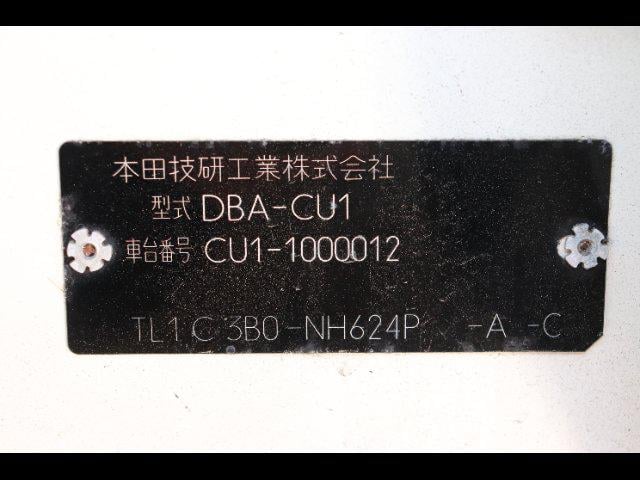 本田技研工業株式会社
型式 DBA-CU1
車台番号 CU1-1000012
TL1 C 3B0 -NH624P -A -C